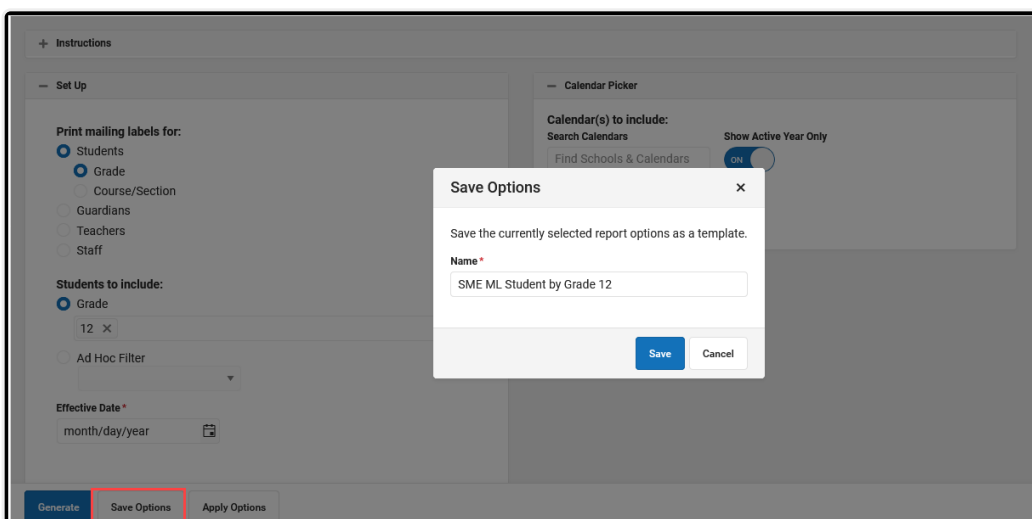 Instructions
Set Up
Print mailing labels for:
Students
Grade
Course/Section
Guardians
Teachers
Staff
Students to include:
Grade
12 ×
Ad Hoc Filter
Effective Date *
month/day/year
Calendar Picker
Calendar(s) to include:
Search Calendars Show Active Year Only
Find Schools & Calendars ON
Save Options ×
Save the currently selected report options as a template.
Name *
SME ML Student by Grade 12
Save Cancel
Generate Save Options Apply Options